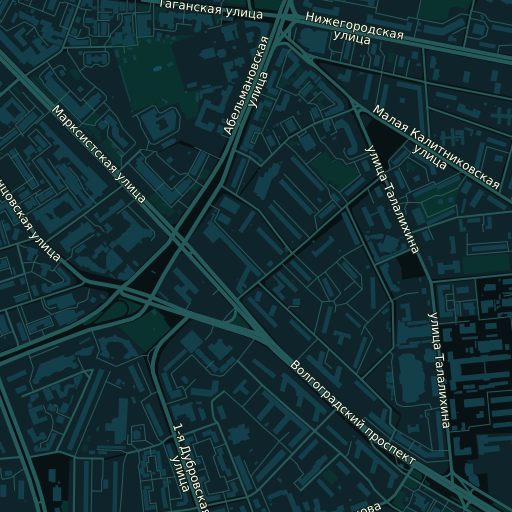 Таганская улица
Нижегородская
улица
Абельмановская
улица
Марксистская улица
Малая Калитниковская
улица
улица Талалихина
улица
улица Талалихина
Волгоградский проспект
1-я Дубровская
улица